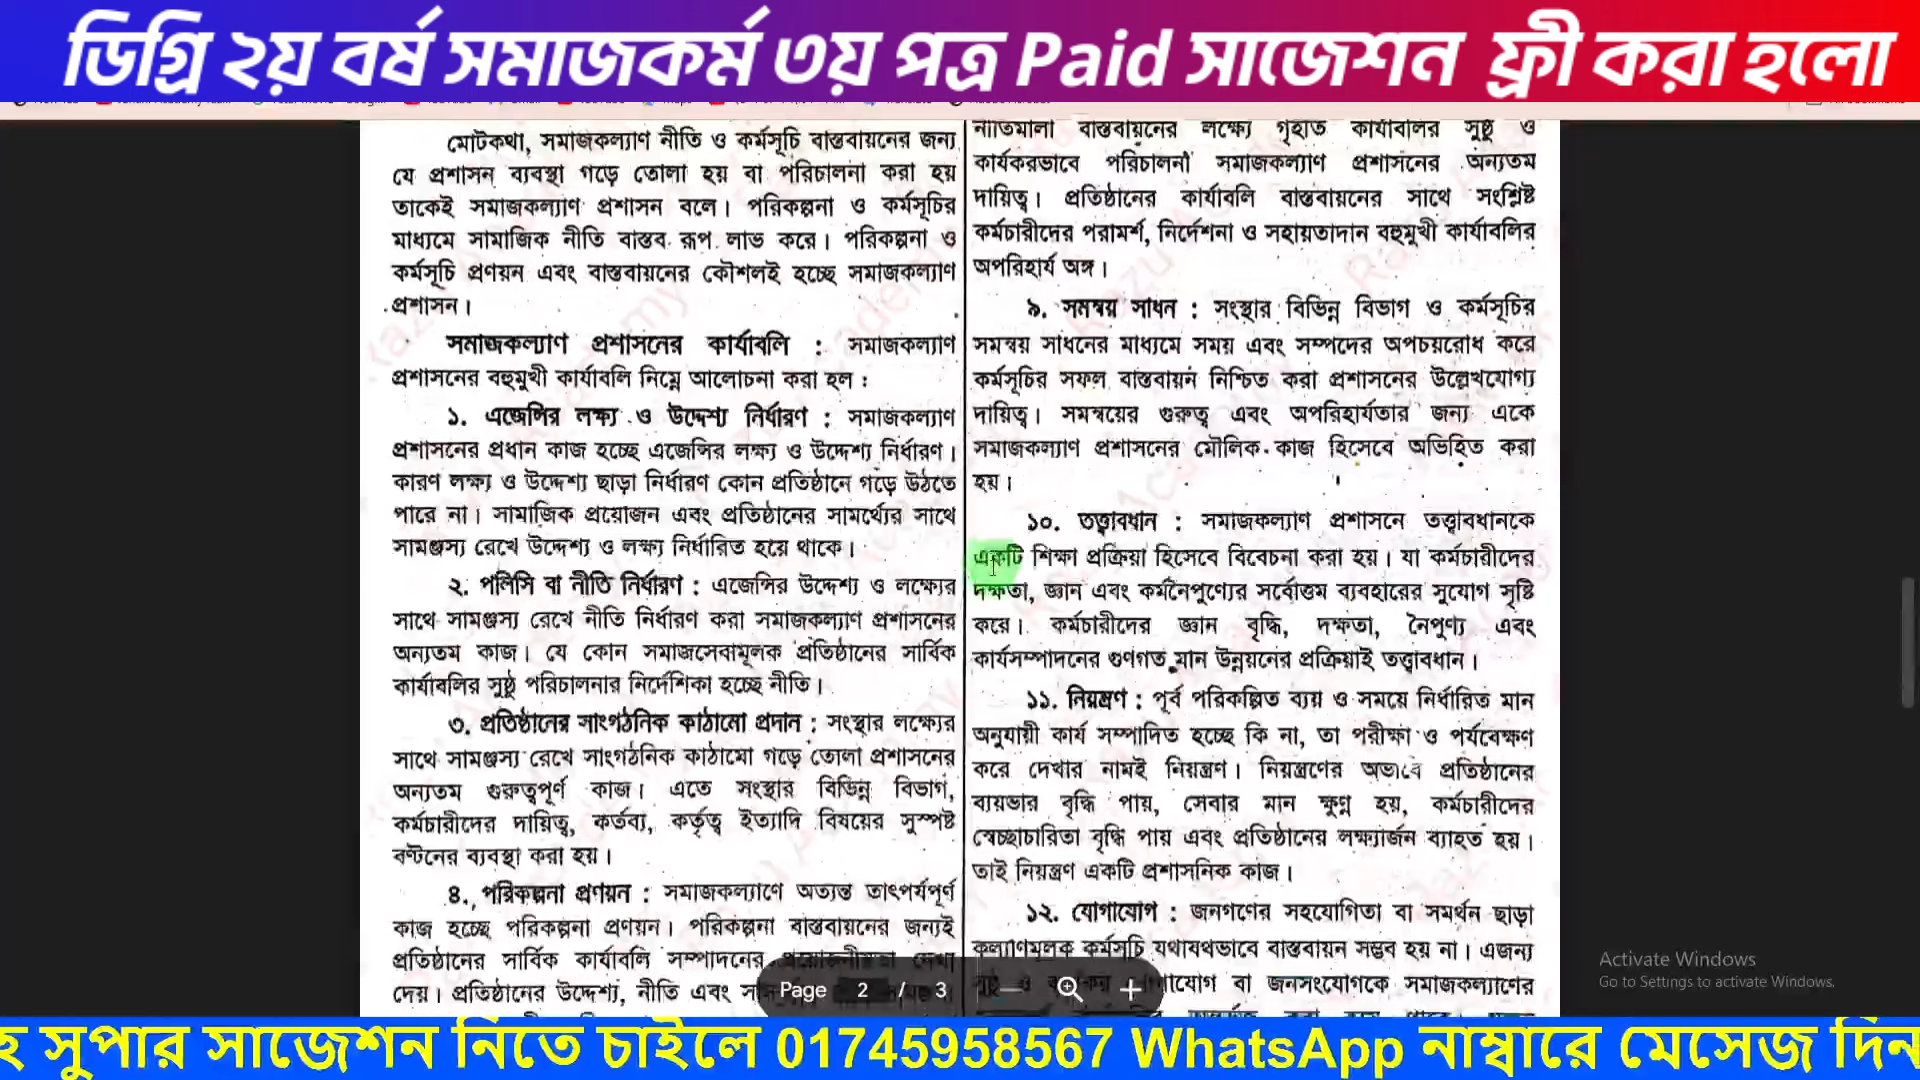 ডিগ্রি ২য় বর্ষ সমাজকর্ম ৩য় পত্র Paid সাজেশন ফ্রী করা হলো
মোটকথা, সমাজকল্যাণ নীতি ও কর্মসূচি বাস্তবায়নের জন্য
যে প্রশাসন ব্যবস্থা গড়ে তোলা হয় বা পরিচালনা করা হয়
তাকেই সমাজকল্যাণ প্রশাসন বলে। পরিকল্পনা ও কর্মসূচির
মাধ্যমে সামাজিক নীতি বাস্তব রূপ লাভ করে। পরিকল্পনা ও
কর্মসূচি প্রণয়ন এবং বাস্তবায়নের কৌশলই হচ্ছে সমাজকল্যাণ
প্রশাসন।
সমাজকল্যাণ প্রশাসনের কার্যাবলি : সমাজকল্যাণ
প্রশাসনের বহুমুখী কার্যাবলি নিম্নে আলোচনা করা হল :
১. এজেন্সির লক্ষ্য ও উদ্দেশ্য নির্ধারণ : সমাজকল্যাণ
প্রশাসনের প্রধান কাজ হচ্ছে এজেন্সির লক্ষ্য ও উদ্দেশ্য নির্ধারণ।
কারণ লক্ষ্য ও উদ্দেশ্য ছাড়া নির্ধারণ কোন প্রতিষ্ঠানে গড়ে উঠতে
পারে না। সামাজিক প্রয়োজন এবং প্রতিষ্ঠানের সামর্থ্যের সাথে
সামঞ্জস্য রেখে উদ্দেশ্য ও লক্ষ্য নির্ধারিত হয়ে থাকে।
২. পলিসি বা নীতি নির্ধারণ : এজেন্সির উদ্দেশ্য ও লক্ষ্যের
সাথে সামঞ্জস্য রেখে নীতি নির্ধারণ করা সমাজকল্যাণ প্রশাসনের
অন্যতম কাজ। যে কোন সমাজসেবামূলক প্রতিষ্ঠানের সার্বিক
কার্যাবলির সুষ্ঠু পরিচালনার নির্দেশিকা হচ্ছে নীতি।
৩. প্রতিষ্ঠানের সাংগঠনিক কাঠামো প্রদান : সংস্থার লক্ষ্যের
সাথে সামঞ্জস্য রেখে সাংগঠনিক কাঠামো গড়ে তোলা প্রশাসনের
অন্যতম গুরুত্বপূর্ণ কাজ। এতে সংস্থার বিভিন্ন বিভাগ,
কর্মচারীদের দায়িত্ব, কর্তব্য, কর্তৃত্ব ইত্যাদি বিষয়ের সুস্পষ্ট
বণ্টনের ব্যবস্থা করা হয়।
৪. পরিকল্পনা প্রণয়ন : সমাজকল্যাণে অত্যন্ত তাৎপর্যপূর্ণ
কাজ হচ্ছে পরিকল্পনা প্রণয়ন। পরিকল্পনা বাস্তবায়নের জন্যই
প্রতিষ্ঠানের সার্বিক কার্যাবলি সম্পাদনের প্রয়োজনীয়তা দেখা
দেয়। প্রতিষ্ঠানের উদ্দেশ্য, নীতি এবং
নীতিমালা বাস্তবায়নের লক্ষ্যে গৃহীত কার্যাবলির সুষ্ঠু ও
কার্যকরভাবে পরিচালনা সমাজকল্যাণ প্রশাসনের অন্যতম
দায়িত্ব। প্রতিষ্ঠানের কার্যাবলি বাস্তবায়নের সাথে সংশ্লিষ্ট
কর্মচারীদের পরামর্শ, নির্দেশনা ও সহায়তাদান বহুমুখী কার্যাবলির
অপরিহার্য অঙ্গ।
৯. সমন্বয় সাধন : সংস্থার বিভিন্ন বিভাগ ও কর্মসূচির
সমন্বয় সাধনের মাধ্যমে সময় এবং সম্পদের অপচয়রোধ করে
কর্মসূচির সফল বাস্তবায়ন নিশ্চিত করা প্রশাসনের উল্লেখযোগ্য
দায়িত্ব। সমন্বয়ের গুরুত্ব এবং অপরিহার্যতার জন্য একে
সমাজকল্যাণ প্রশাসনের মৌলিক কাজ হিসেবে অভিহিত করা
হয়।
১০. তত্ত্বাবধান : সমাজকল্যাণ প্রশাসনে তত্ত্বাবধানকে
একটি শিক্ষা প্রক্রিয়া হিসেবে বিবেচনা করা হয়। যা কর্মচারীদের
দক্ষতা, জ্ঞান এবং কর্মনৈপুণ্যের সর্বোত্তম ব্যবহারের সুযোগ সৃষ্টি
করে। কর্মচারীদের জ্ঞান বৃদ্ধি, দক্ষতা, নৈপুণ্য এবং
কার্যসম্পাদনের গুণগত মান উন্নয়নের প্রক্রিয়াই তত্ত্বাবধান।
১১. নিয়ন্ত্রণ : পূর্ব পরিকল্পিত ব্যয় ও সময়ে নির্ধারিত মান
অনুযায়ী কার্য সম্পাদিত হচ্ছে কি না, তা পরীক্ষা ও পর্যবেক্ষণ
করে দেখার নামই নিয়ন্ত্রণ। নিয়ন্ত্রণের অভাবে প্রতিষ্ঠানের
ব্যয়ভার বৃদ্ধি পায়, সেবার মান ক্ষুণ্ন হয়, কর্মচারীদের
স্বেচ্ছাচারিতা বৃদ্ধি পায় এবং প্রতিষ্ঠানের লক্ষ্যার্জন ব্যাহত হয়।
তাই নিয়ন্ত্রণ একটি প্রশাসনিক কাজ।
১২. যোগাযোগ : জনগণের সহযোগিতা বা সমর্থন ছাড়া
কল্যাণমূলক কর্মসূচি যথাযথভাবে বাস্তবায়ন সম্ভব হয় না। এজন্য
বা জনসংযোগকে সমাজকল্যাণের
Page 2 / 3
Activate Windows
Go to Settings to activate Windows.
সুপার সাজেশন নিতে চাইলে 01745958567 WhatsApp নাম্বারে মেসেজ দিন